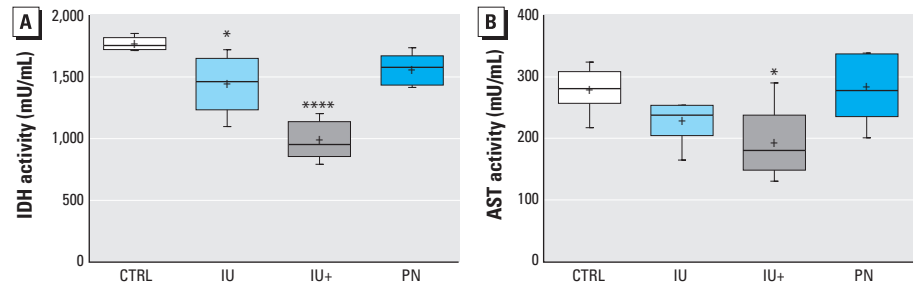 A
IDH activity (mU/mL)
2,000
1,500
1,000
500
0
*
****
CTRL IU IU+ PN
B
AST activity (mU/mL)
400
300
200
100
0
*
CTRL IU IU+ PN